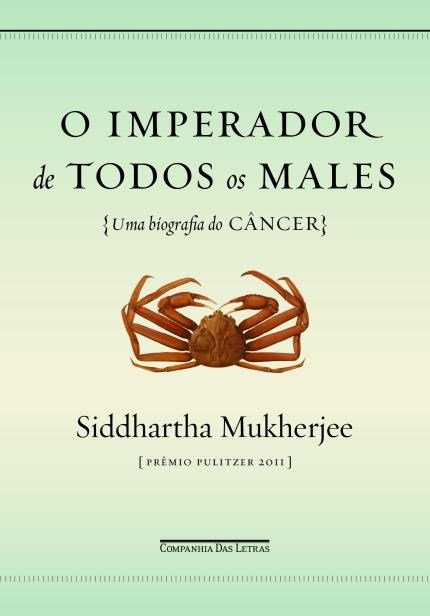 O IMPERADOR
de TODOS os MALES
{Uma biografia do CÂNCER}
Siddhartha Mukherjee
[PRÊMIO PULITZER 2011]
COMPANHIA DAS LETRAS